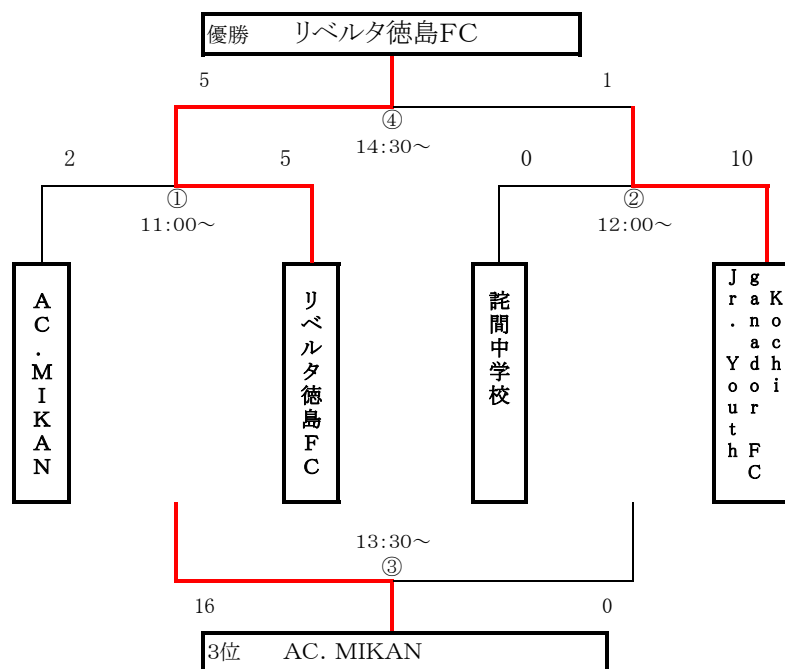 優勝 リベルタ徳島FC
5
1
④
14:30～
2
5
0
10
①
11:00～
②
12:00～
AC.MIKAN
リベルタ徳島FC
詫間中学校
Kochi
ganador FC
Jr. Youth
13:30～
③
16
0
3位 AC. MIKAN